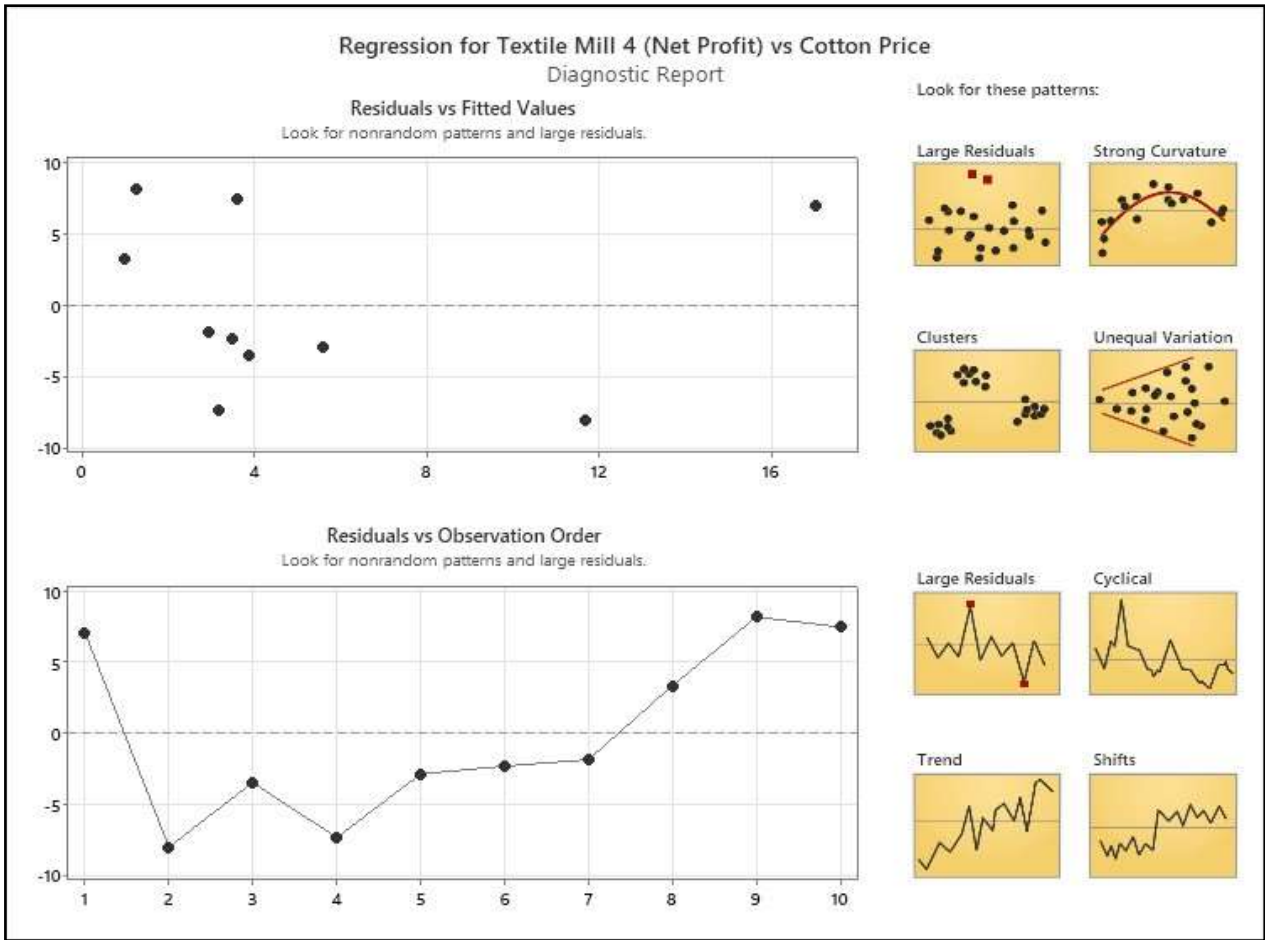 Regression for Textile Mill 4 (Net Profit) vs Cotton Price
Diagnostic Report
Residuals vs Fitted Values
Look for nonrandom patterns and large residuals.
10
5
0
-5
-10
0 4 8 12 16
Look for these patterns:
Large Residuals Strong Curvature
Clusters Unequal Variation
Residuals vs Observation Order
Look for nonrandom patterns and large residuals.
10
5
0
-5
-10
1 2 3 4 5 6 7 8 9 10
Large Residuals Cyclical
Trend Shifts